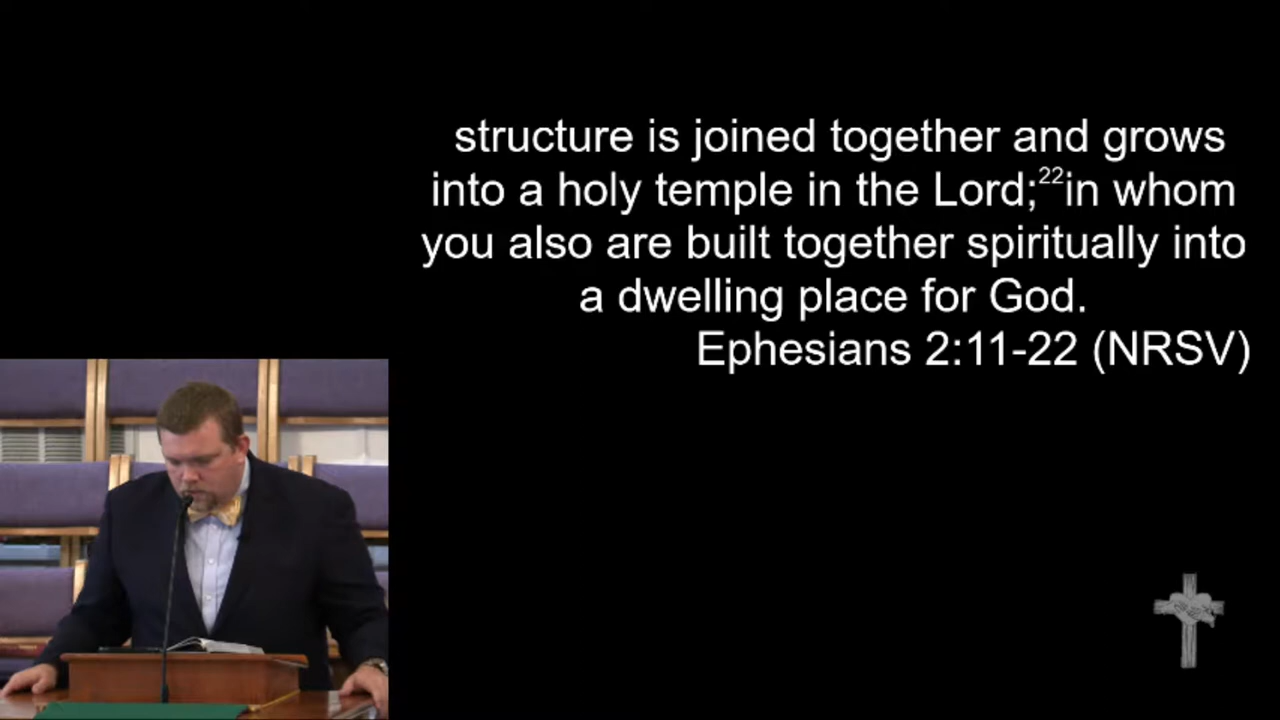 structure is joined together and grows
into a holy temple in the Lord;²²in whom
you also are built together spiritually into
a dwelling place for God.
Ephesians 2:11-22 (NRSV)